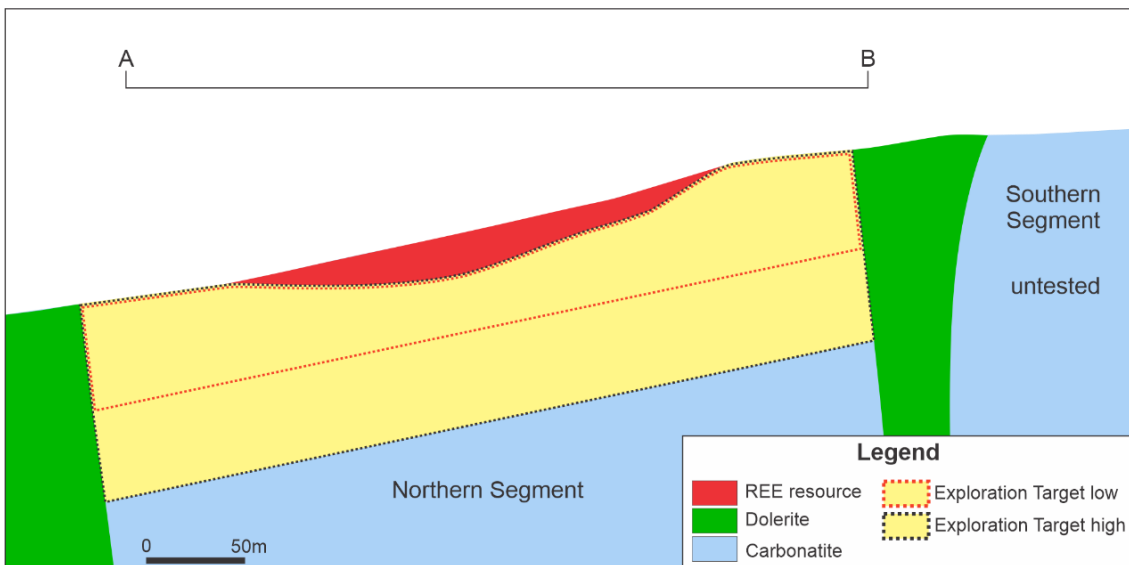 A
B
Southern
Segment
untested
Northern Segment
0
50m
Legend
REE resource
Exploration Target low
Dolerite
Exploration Target high
Carbonatite